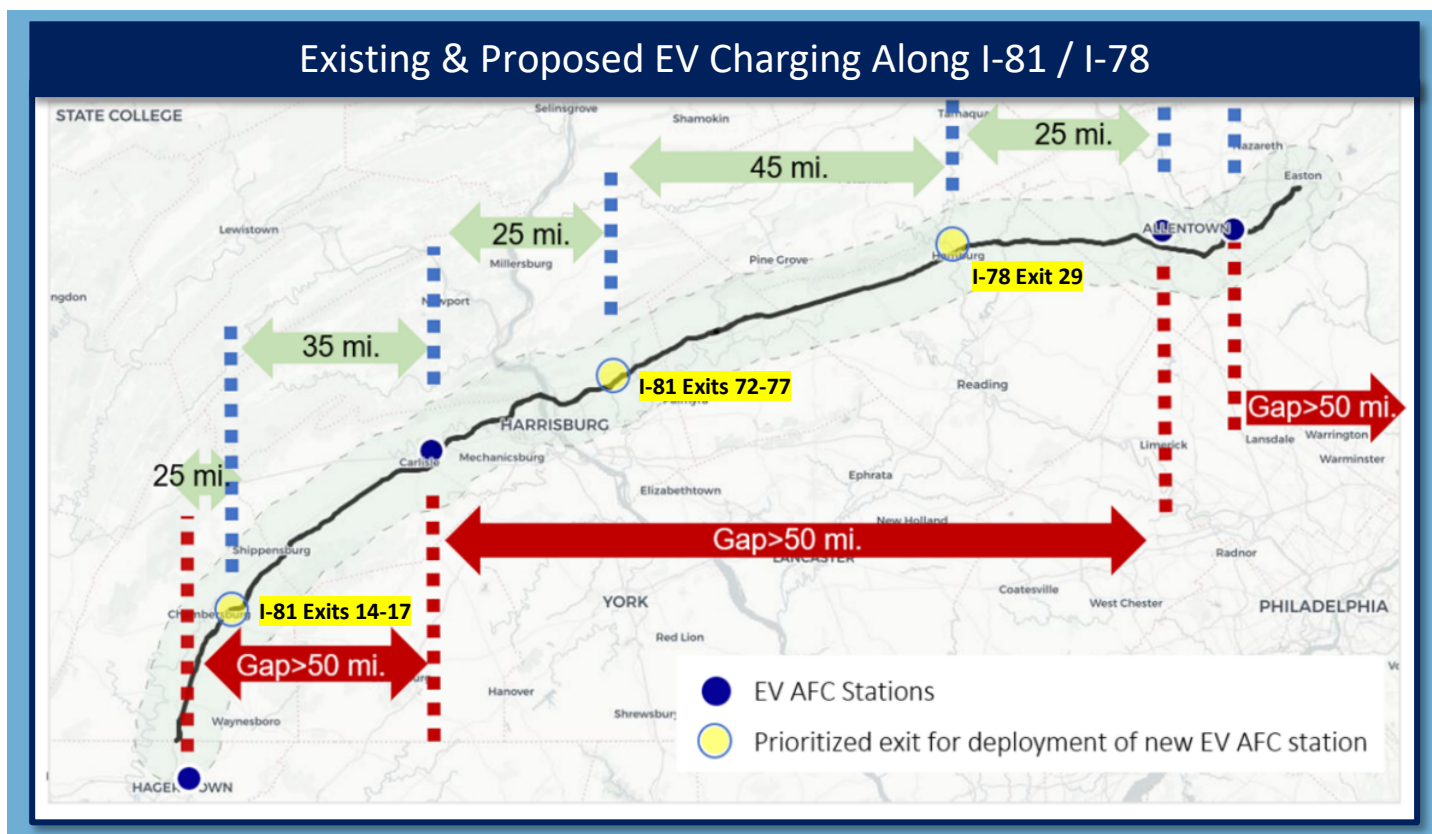 Existing & Proposed EV Charging Along I-81 / I-78
STATE COLLEGE
Selinsgrove
Shamokin
Tamaqua
Nazareth
Easton
25 mi.
45 mi.
Lewistown
25 mi.
Millersburg
Pine Grove
Hamburg
ALLENTOWN
I-78 Exit 29
Newport
35 mi.
I-81 Exits 72-77
Palmyra
Reading
Gap>50 mi.
HARRISBURG
Carlisle
Mechanicsburg
Limerick
Lansdale
Warrington
Warminster
25 mi.
Elizabethtown
Ephrata
New Holland
Gap>50 mi.
LANCASTER
Shippensburg
Radnor
Coatesville
West Chester
Chambersburg
I-81 Exits 14-17
YORK
PHILADELPHIA
Red Lion
Gap>50 mi.
Hanover
Shrewsbury
Waynesboro
EV AFC Stations
Prioritized exit for deployment of new EV AFC station
HAGERSTOWN